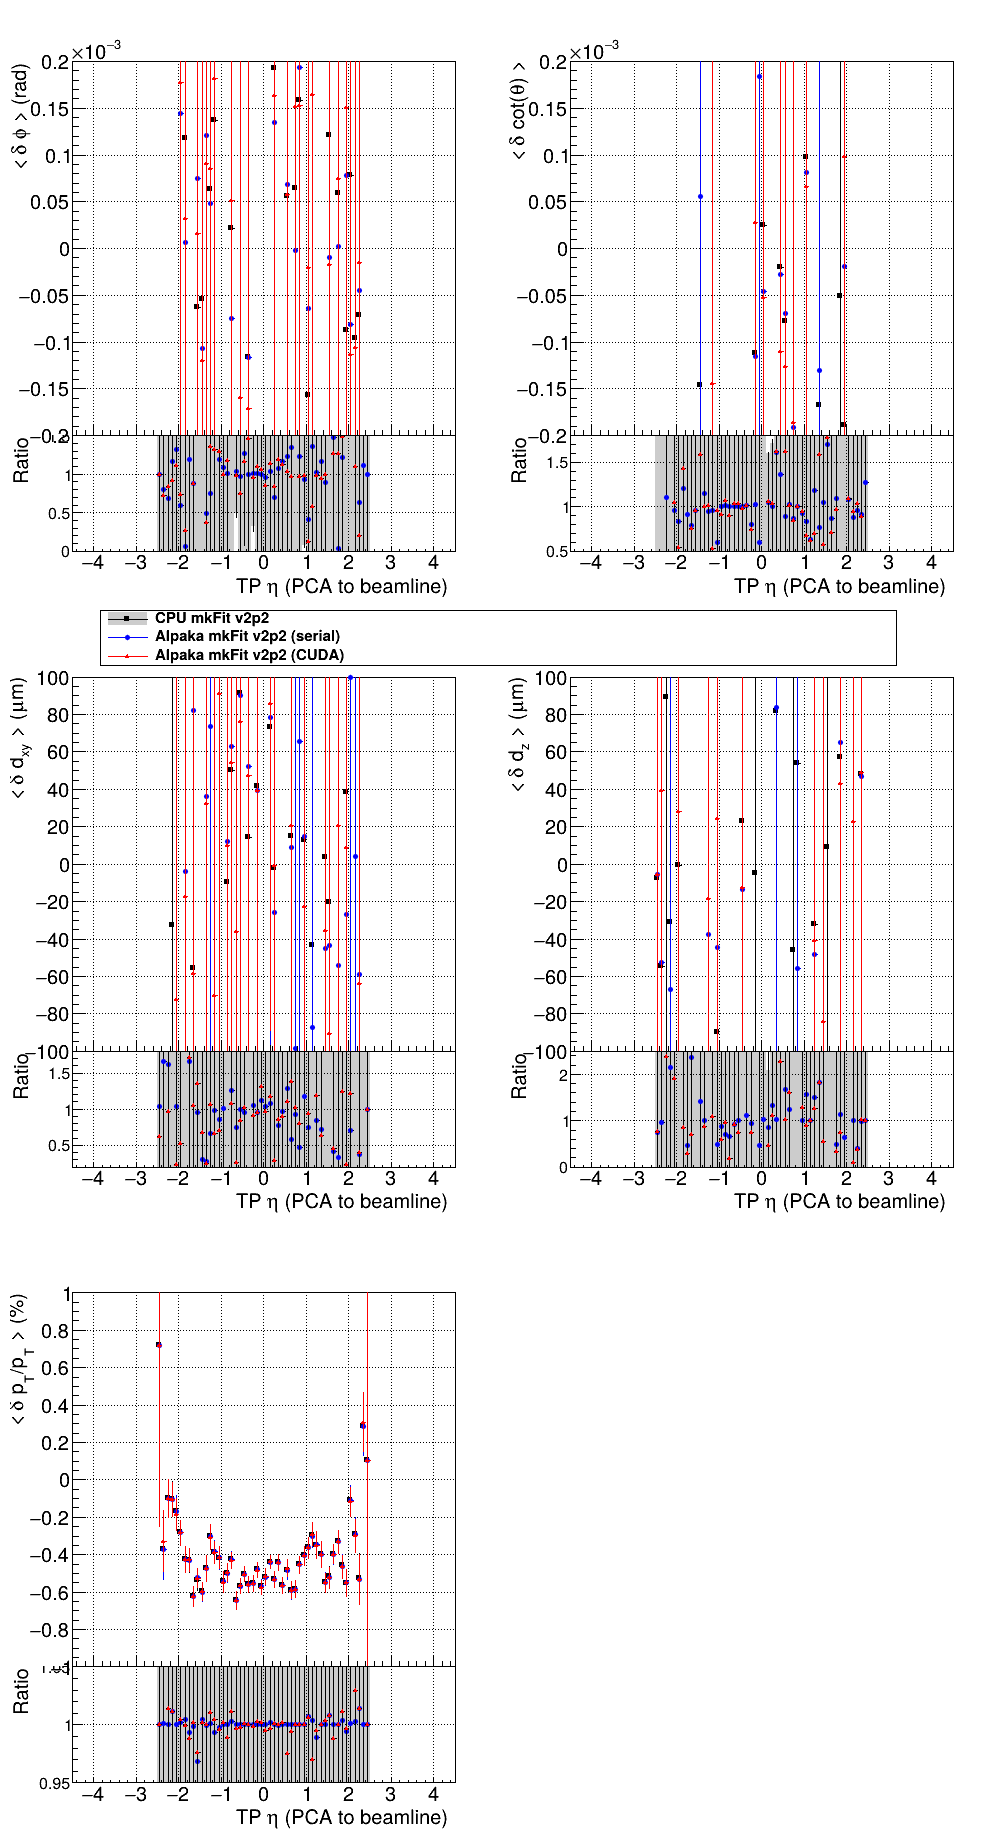 ×10⁻³
< δ ϕ > (rad)
0.2
0.15
0.1
0.05
0
−0.05
−0.1
−0.15
−0.2
Ratio
1
0.5
0
−4 −3 −2 −1 0 1 2 3 4
TP η (PCA to beamline)
×10⁻³
< δ cot(θ) >
0.2
0.15
0.1
0.05
0
−0.05
−0.1
−0.15
−0.2
Ratio
1.5
1
0.5
−4 −3 −2 −1 0 1 2 3 4
TP η (PCA to beamline)
CPU mkFit v2p2
Alpaka mkFit v2p2 (serial)
Alpaka mkFit v2p2 (CUDA)
< δ d_xy > (μm)
100
80
60
40
20
0
−20
−40
−60
−80
−100
Ratio
1.5
1
0.5
−4 −3 −2 −1 0 1 2 3 4
TP η (PCA to beamline)
< δ d_z > (μm)
100
80
60
40
20
0
−20
−40
−60
−80
−100
Ratio
2
1
0
−4 −3 −2 −1 0 1 2 3 4
TP η (PCA to beamline)
< δ p_T/p_T > (%)
1
0.8
0.6
0.4
0.2
0
−0.2
−0.4
−0.6
−0.8
Ratio
1
0.95
−4 −3 −2 −1 0 1 2 3 4
TP η (PCA to beamline)